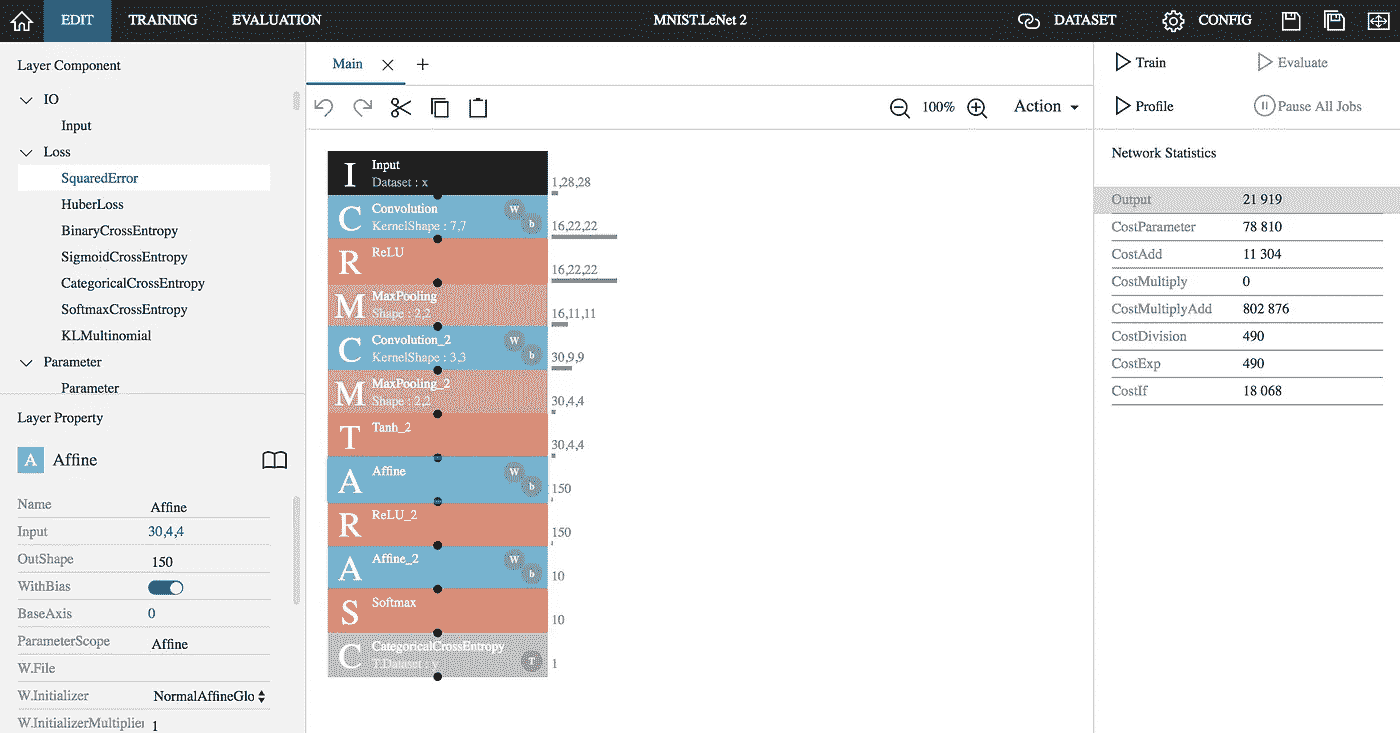 EDIT TRAINING EVALUATION MNIST.LeNet 2 DATASET CONFIG
Layer Component
IO
Input
Loss
SquaredError
HuberLoss
BinaryCrossEntropy
SigmoidCrossEntropy
CategoricalCrossEntropy
SoftmaxCrossEntropy
KLMultinomial
Parameter
Parameter
Layer Property
A Affine
Name Affine
Input 30,4,4
OutShape 150
WithBias
BaseAxis 0
ParameterScope Affine
W.File
W.Initializer NormalAffineGlo
W.InitializerMultiplier 1
Main
100% Action
I Input
Dataset : x
1,28,28
C Convolution W
KernelShape : 7,7 b
16,22,22
R ReLU
16,22,22
M MaxPooling
Shape : 2,2
16,11,11
C Convolution_2 W
KernelShape : 3,3 b
30,9,9
M MaxPooling_2
Shape : 2,2
30,4,4
T Tanh_2
30,4,4
A Affine W
b
150
R ReLU_2
150
A Affine_2 W
b
10
S Softmax
10
C CategoricalCrossEntropy
T.Dataset : y T
1
Train Evaluate
Profile Pause All Jobs
Network Statistics
Output 21 919
CostParameter 78 810
CostAdd 11 304
CostMultiply 0
CostMultiplyAdd 802 876
CostDivision 490
CostExp 490
CostIf 18 068